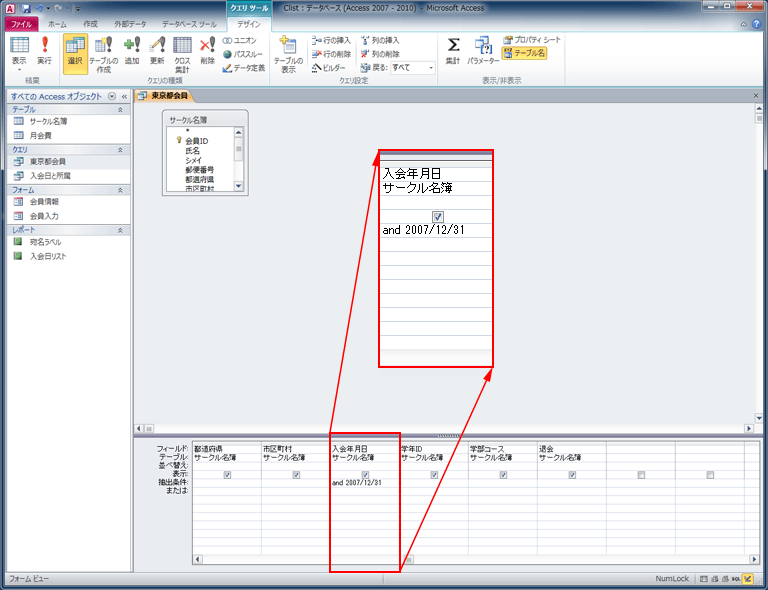 クエリ ツール
Clist : データベース (Access 2007 - 2010) - Microsoft Access
ファイル ホーム 作成 外部データ データベース ツール デザイン
表示 実行 選択 テーブルの作成 追加 更新 クロス集計 削除
ユニオン
パススルー
データ定義
テーブルの表示
行の挿入
行の削除
ビルダー
列の挿入
列の削除
戻る: すべて
集計 パラメーター
プロパティ シート
テーブル名
結果 クエリの種類 クエリ設定 表示/非表示
すべての Access オブジェクト
テーブル
サークル名簿
月会費
クエリ
東京都会員
入会日と所属
フォーム
会員情報
会員入力
レポート
宛名ラベル
入会日リスト
東京都会員
サークル名簿
*
会員ID
氏名
シメイ
郵便番号
都道府県
市区町村
入会年月日
サークル名簿
and 2007/12/31
フィールド: 都道府県 市区町村 入会年月日 学年ID 学部コース 退会
テーブル: サークル名簿 サークル名簿 サークル名簿 サークル名簿 サークル名簿 サークル名簿
並べ替え:
表示:
抽出条件: and 2007/12/31
または:
フォーム ビュー
NumLock
SQL